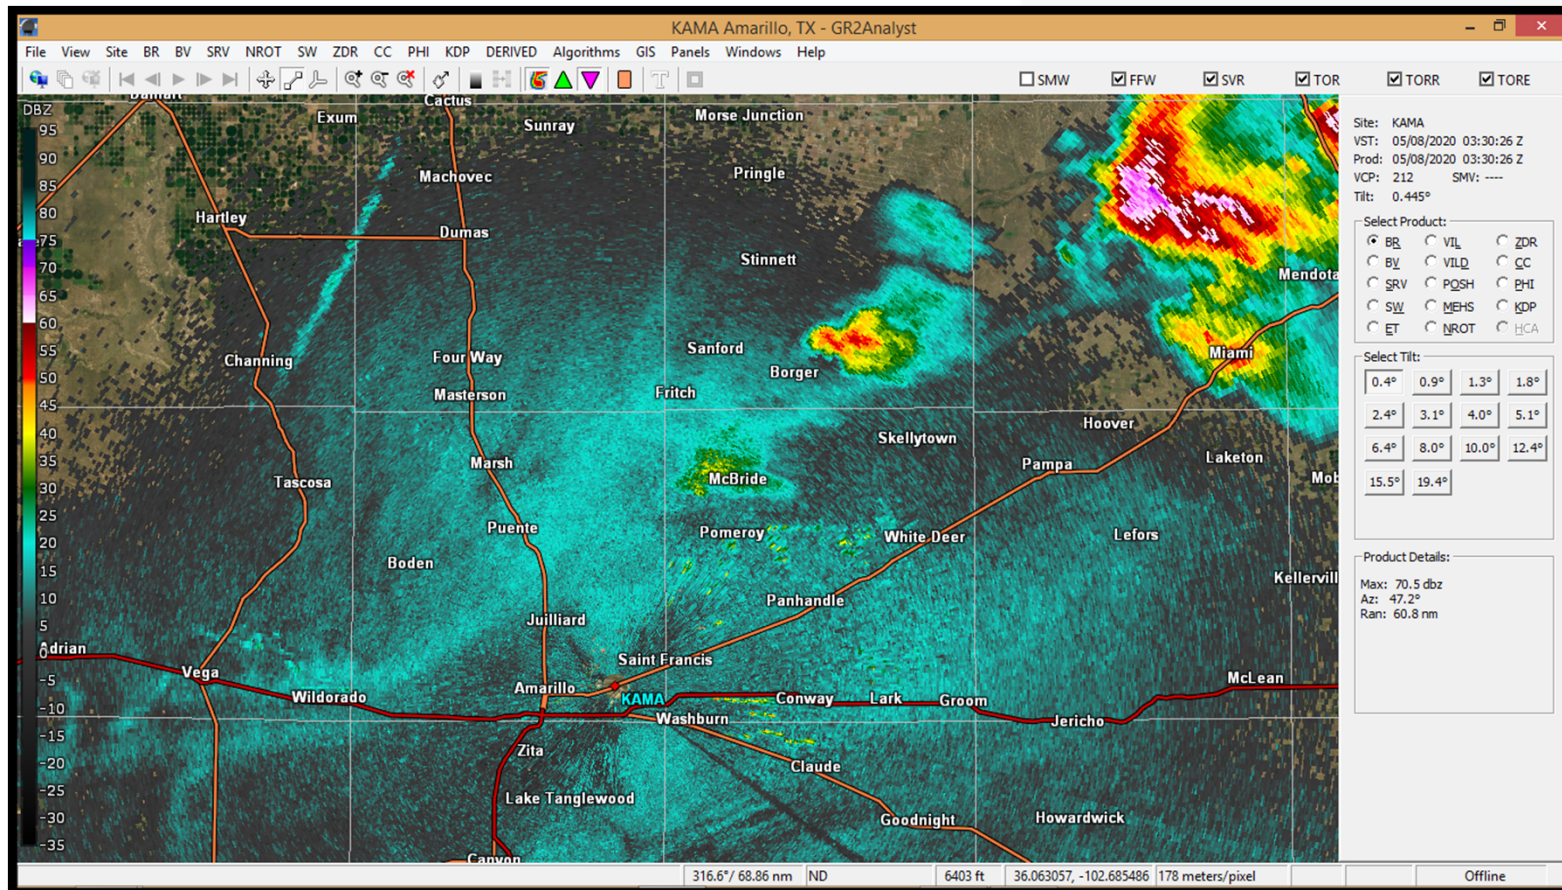 KAMA Amarillo, TX - GR2Analyst
File View Site BR BV SRV NROT SW ZDR CC PHI KDP DERIVED Algorithms GIS Panels Windows Help
SMW FFW SVR TOR TORR TORE
DBZ
95
90
85
80
75
70
65
60
55
50
45
40
35
30
25
20
15
10
5
0
-5
-10
-15
-20
-25
-30
-35
Cactus
Exum
Sunray
Morse Junction
Machovec
Pringle
Hartley
Dumas
Stinnett
Mendota
Channing
Four Way
Sanford
Miami
Borger
Masterson
Fritch
Hoover
Skellytown
Marsh
McBride
Pampa
Laketon
Tascosa
Mob
Puente
Pomeroy
White Deer
Lefors
Boden
Kellervill
Panhandle
Juilliard
Adrian
Saint Francis
Vega
McLean
Wildorado
Amarillo
KAMA
Conway
Lark
Groom
Washburn
Jericho
Zita
Claude
Lake Tanglewood
Goodnight
Howardwick
Canyon
Site: KAMA
VST: 05/08/2020 03:30:26 Z
Prod: 05/08/2020 03:30:26 Z
VCP: 212 SMV: ----
Tilt: 0.445°
Select Product:
BR VIL ZDR
BV VILD CC
SRV POSH PHI
SW MEHS KDP
ET NROT HCA
Select Tilt:
0.4° 0.9° 1.3° 1.8°
2.4° 3.1° 4.0° 5.1°
6.4° 8.0° 10.0° 12.4°
15.5° 19.4°
Product Details:
Max: 70.5 dbz
Az: 47.2°
Ran: 60.8 nm
316.6°/ 68.86 nm ND 6403 ft 36.063057, -102.685486 178 meters/pixel Offline